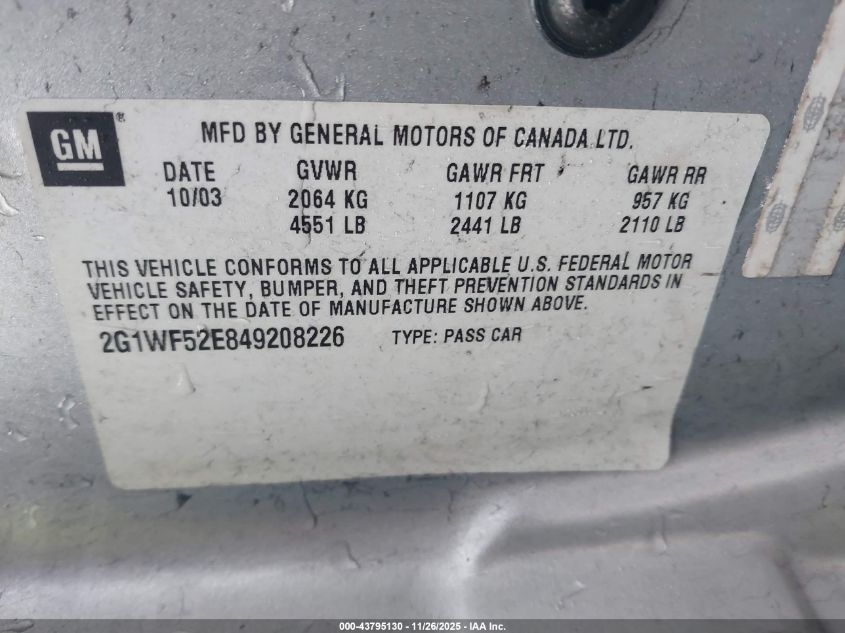 GM ®
MFD BY GENERAL MOTORS OF CANADA LTD.
DATE GVWR GAWR FRT GAWR RR
10/03 2064 KG 1107 KG 957 KG
4551 LB 2441 LB 2110 LB
THIS VEHICLE CONFORMS TO ALL APPLICABLE U.S. FEDERAL MOTOR
VEHICLE SAFETY, BUMPER, AND THEFT PREVENTION STANDARDS IN
EFFECT ON THE DATE OF MANUFACTURE SHOWN ABOVE.
2G1WF52E849208226 TYPE: PASS CAR
000-43795130 - 11/26/2025 - IAA Inc.